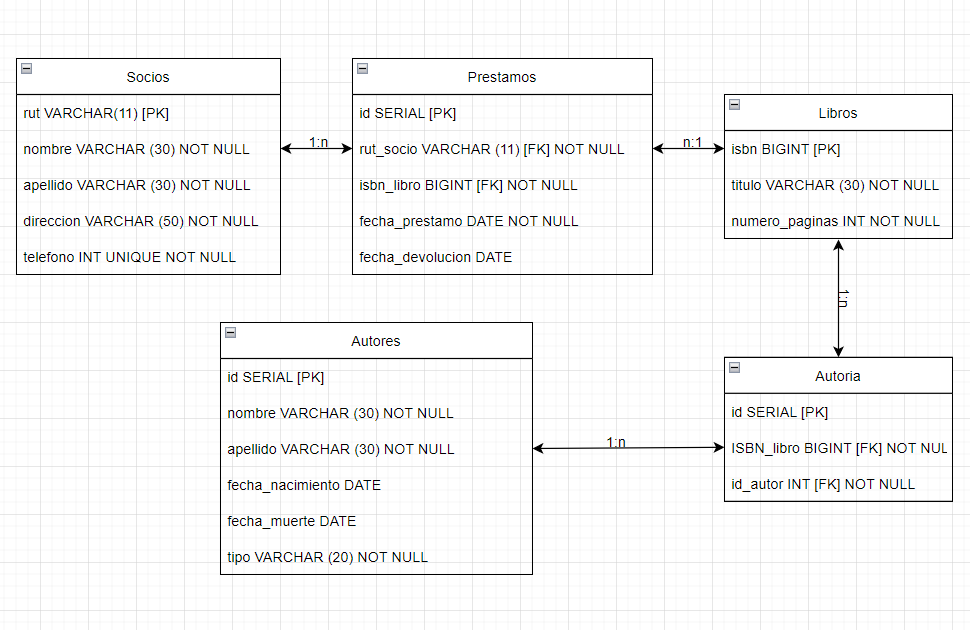 Socios
rut VARCHAR(11) [PK]
nombre VARCHAR (30) NOT NULL
apellido VARCHAR (30) NOT NULL
direccion VARCHAR (50) NOT NULL
telefono INT UNIQUE NOT NULL
1:n
Prestamos
id SERIAL [PK]
rut_socio VARCHAR (11) [FK] NOT NULL
isbn_libro BIGINT [FK] NOT NULL
fecha_prestamo DATE NOT NULL
fecha_devolucion DATE
n:1
Libros
isbn BIGINT [PK]
titulo VARCHAR (30) NOT NULL
numero_paginas INT NOT NULL
1:n
Autores
id SERIAL [PK]
nombre VARCHAR (30) NOT NULL
apellido VARCHAR (30) NOT NULL
fecha_nacimiento DATE
fecha_muerte DATE
tipo VARCHAR (20) NOT NULL
1:n
Autoria
id SERIAL [PK]
ISBN_libro BIGINT [FK] NOT NUL
id_autor INT [FK] NOT NULL